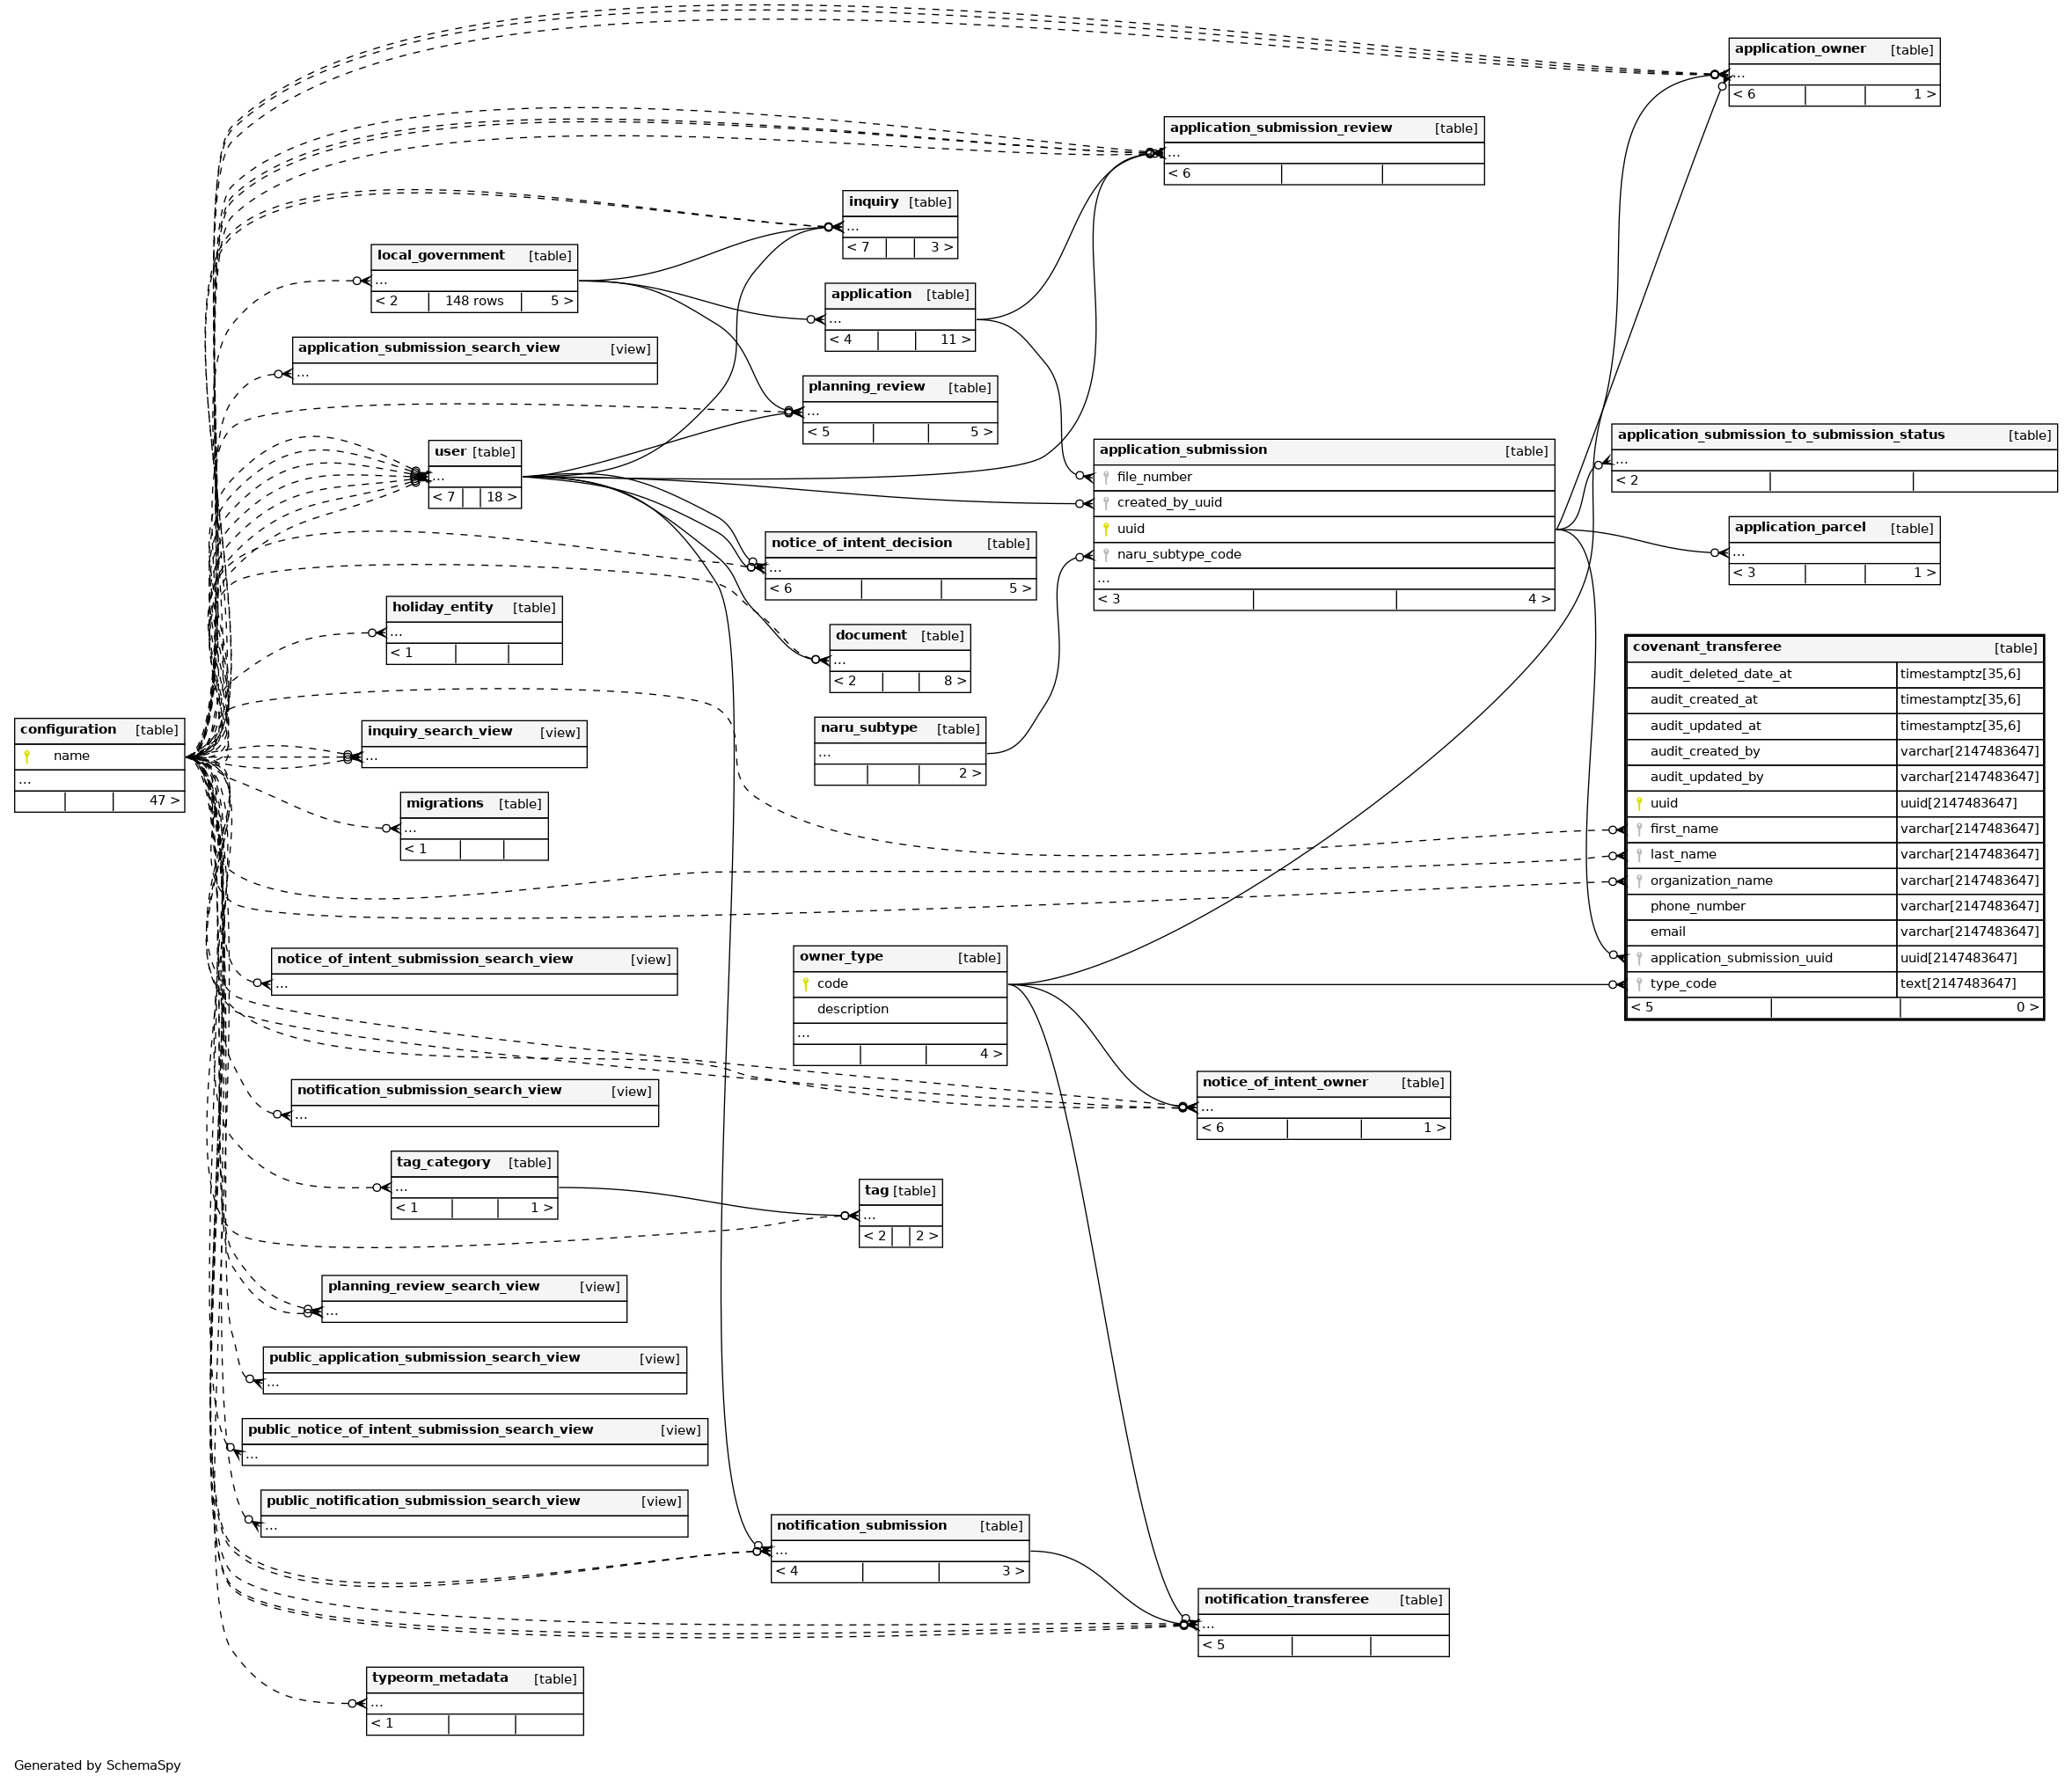 application_owner [table]
...
< 6 1 >
application_submission_review [table]
...
< 6
inquiry [table]
...
< 7 3 >
local_government [table]
...
< 2 148 rows 5 >
application [table]
...
< 4 11 >
application_submission_search_view [view]
...
planning_review [table]
...
< 5 5 >
user [table]
...
< 7 18 >
application_submission [table]
file_number
created_by_uuid
uuid
naru_subtype_code
...
< 3 4 >
application_submission_to_submission_status [table]
...
< 2
application_parcel [table]
...
< 3 1 >
notice_of_intent_decision [table]
...
< 6 5 >
holiday_entity [table]
...
< 1
document [table]
...
< 2 8 >
covenant_transferee [table]
audit_deleted_date_at timestamptz[35,6]
audit_created_at timestamptz[35,6]
audit_updated_at timestamptz[35,6]
audit_created_by varchar[2147483647]
audit_updated_by varchar[2147483647]
uuid uuid[2147483647]
first_name varchar[2147483647]
last_name varchar[2147483647]
organization_name varchar[2147483647]
phone_number varchar[2147483647]
email varchar[2147483647]
application_submission_uuid uuid[2147483647]
type_code text[2147483647]
< 5 0 >
configuration [table]
name
...
47 >
inquiry_search_view [view]
...
naru_subtype [table]
...
2 >
migrations [table]
...
< 1
notice_of_intent_submission_search_view [view]
...
owner_type [table]
code
description
...
4 >
notification_submission_search_view [view]
...
notice_of_intent_owner [table]
...
< 6 1 >
tag_category [table]
...
< 1 1 >
tag [table]
...
< 2 2 >
planning_review_search_view [view]
...
public_application_submission_search_view [view]
...
public_notice_of_intent_submission_search_view [view]
...
public_notification_submission_search_view [view]
...
notification_submission [table]
...
< 4 3 >
notification_transferee [table]
...
< 5
typeorm_metadata [table]
...
< 1
Generated by SchemaSpy